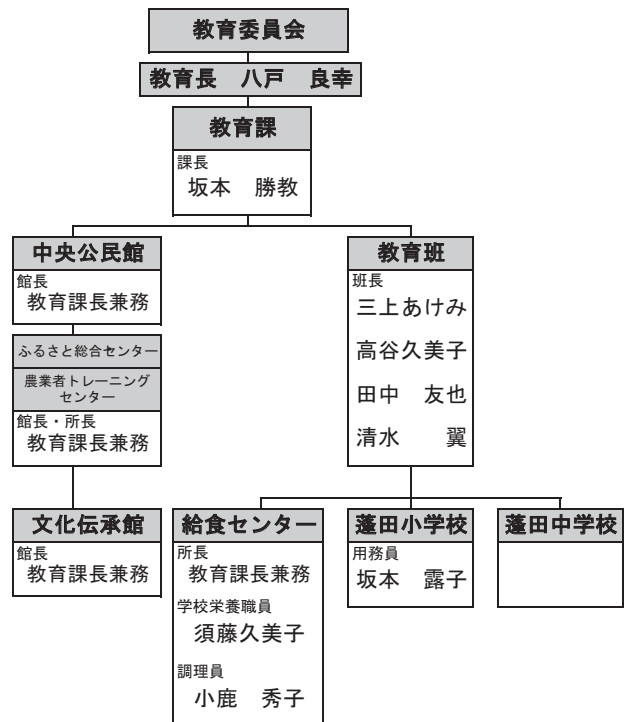 教育委員会
教育長　八戸　良幸
教育課
課長
坂本　勝教
中央公民館
館長
教育課長兼務
ふるさと総合センター
農業者トレーニング
センター
館長・所長
教育課長兼務
文化伝承館
館長
教育課長兼務
教育班
班長
三上あけみ
高谷久美子
田中　友也
清水　　翼
給食センター
所長
教育課長兼務
学校栄養職員
須藤久美子
調理員
小鹿　秀子
蓬田小学校
用務員
坂本　露子
蓬田中学校